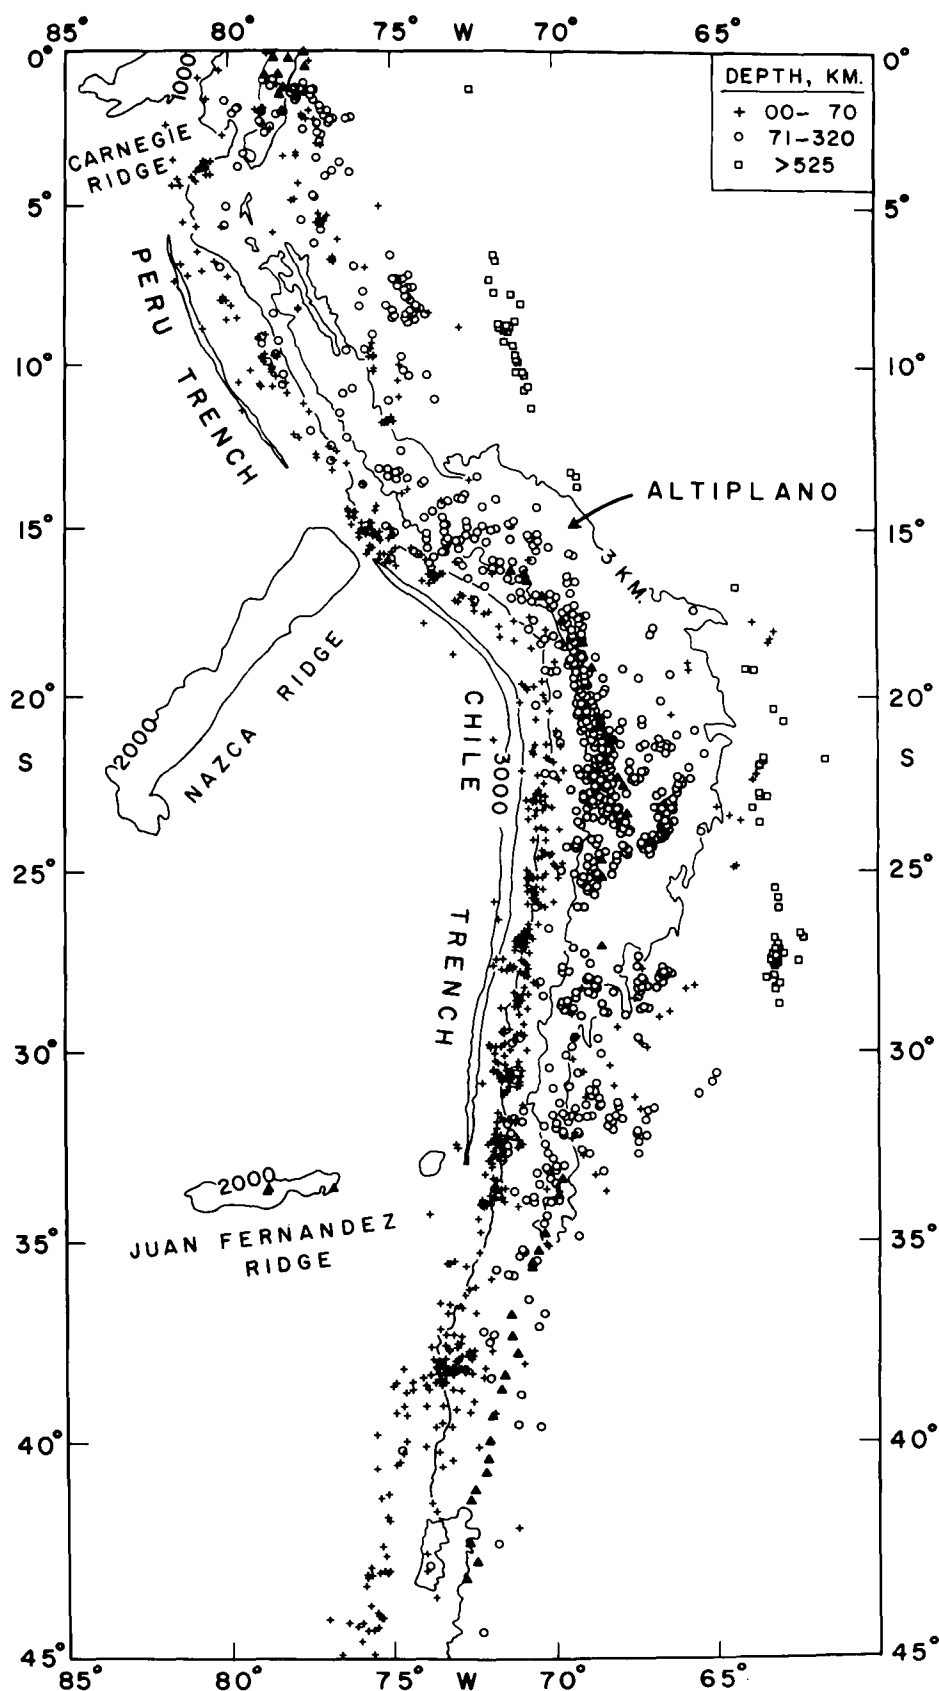 85° 80° 75° W 70° 65°
0° 0°
DEPTH, KM.
+ 00– 70
○ 71–320
□ >525
1000
CARNEGIE
RIDGE
5° 5°
PERU TRENCH
10° 10°
ALTIPLANO
15° 15°
3 KM.
NAZCA RIDGE
2000
20° 20°
S S
CHILE TRENCH
3000
25° 25°
30° 30°
2000
JUAN FERNANDEZ
RIDGE
35° 35°
40° 40°
45° 45°
85° 80° 75° W 70° 65°